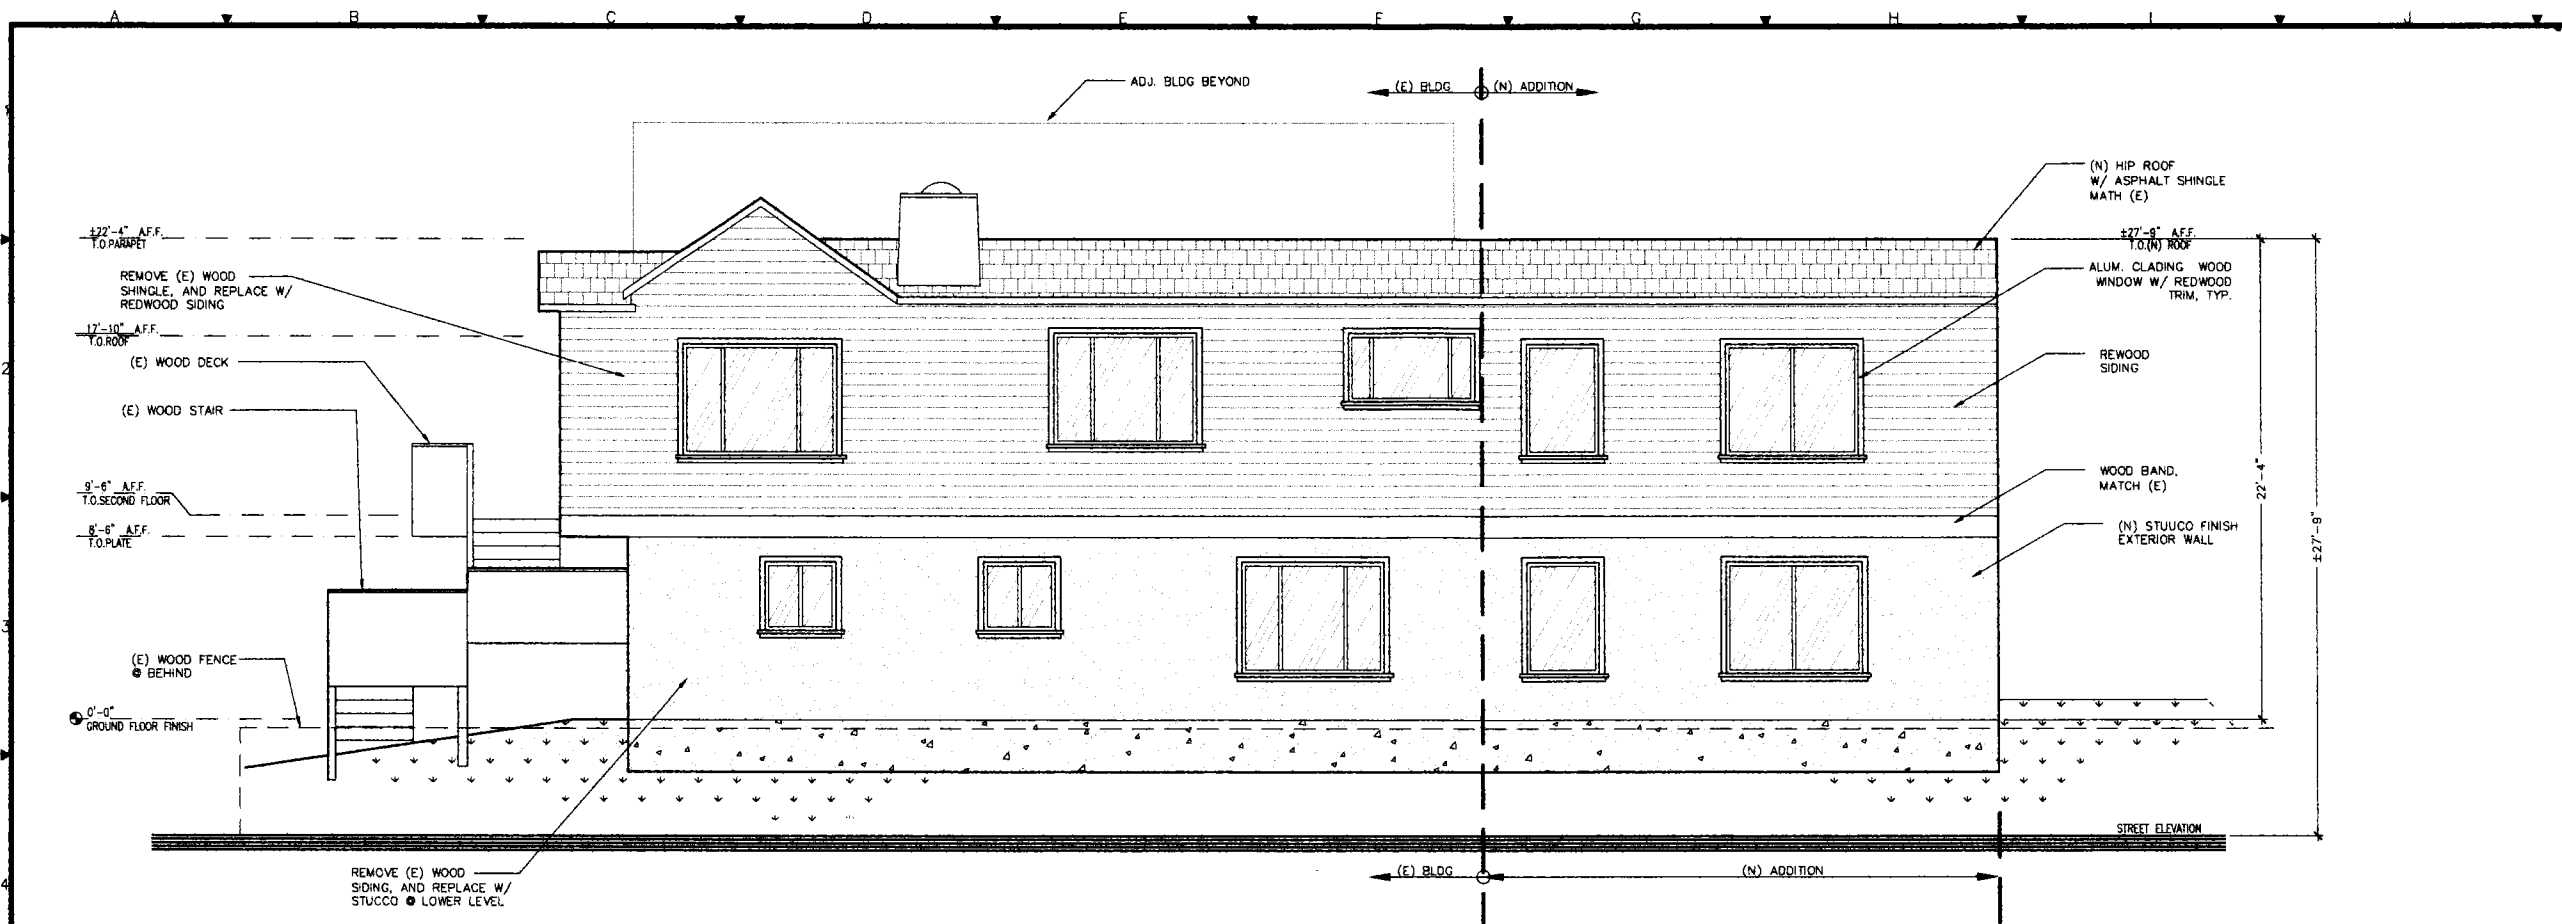 A B C D E F G H I J
ADJ. BLDG BEYOND
(E) BLDG (N) ADDITION
(N) HIP ROOF
W/ ASPHALT SHINGLE
MATH (E)
±22'-4" A.F.F.
T.O.PARAPET
±27'-9" A.F.F.
T.O.(N) ROOF
REMOVE (E) WOOD
SHINGLE, AND REPLACE W/
REDWOOD SIDING
ALUM. CLADING WOOD
WINDOW W/ REDWOOD
TRIM, TYP.
17'-10" A.F.F.
T.O.ROOF
(E) WOOD DECK
REWOOD
SIDING
2
(E) WOOD STAIR
WOOD BAND,
MATCH (E)
22'-4"
±27'-9"
9'-6" A.F.F.
T.O.SECOND FLOOR
8'-6" A.F.F.
T.O.PLATE
(N) STUUCO FINISH
EXTERIOR WALL
3
(E) WOOD FENCE
@ BEHIND
0'-0"
GROUND FLOOR FINISH
STREET ELEVATION
REMOVE (E) WOOD
SIDING, AND REPLACE W/
STUCCO @ LOWER LEVEL
(E) BLDG (N) ADDITION
4